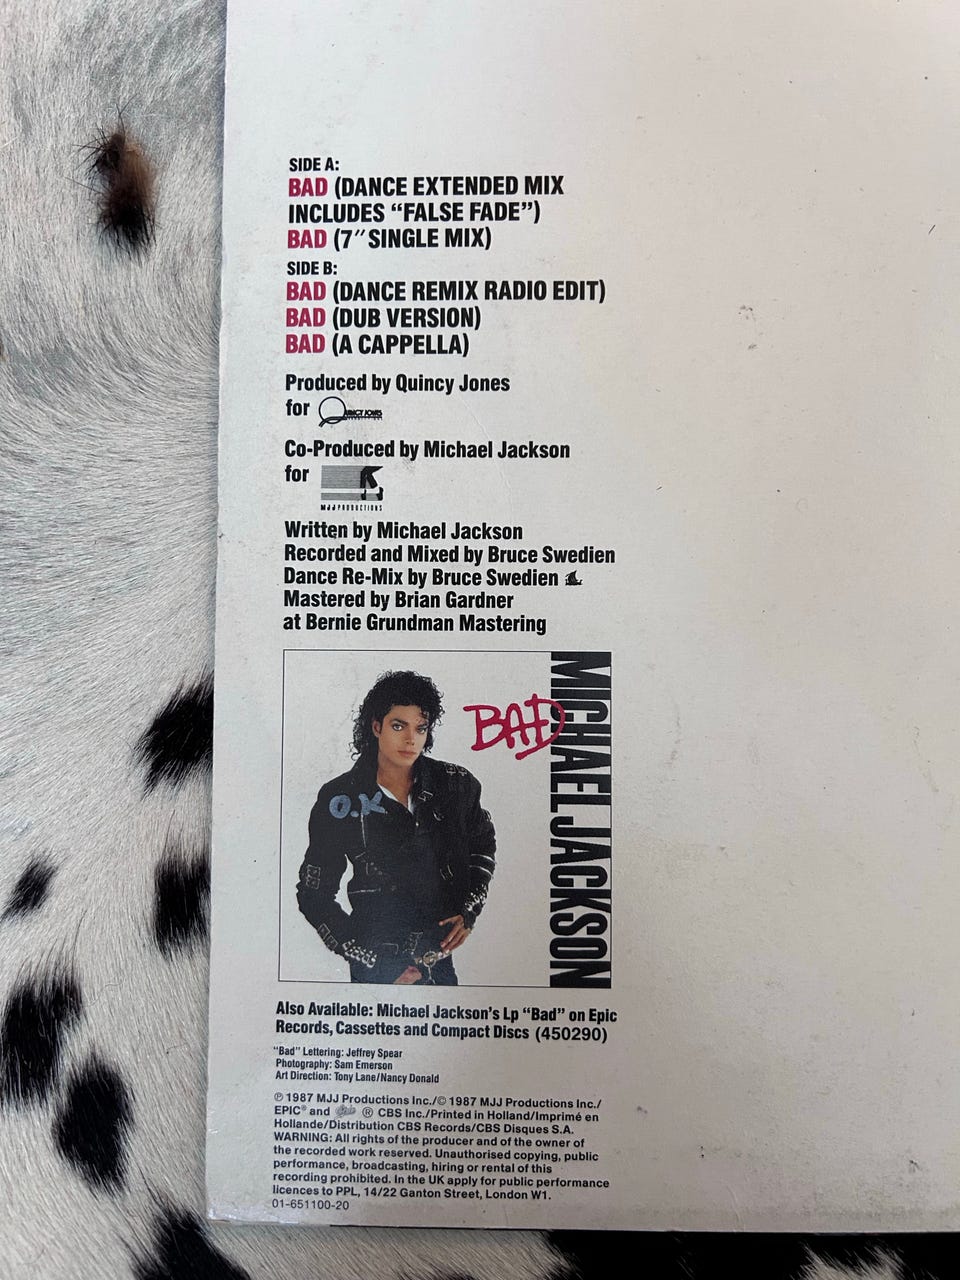 SIDE A:
BAD (DANCE EXTENDED MIX
INCLUDES “FALSE FADE”)
BAD (7″ SINGLE MIX)
SIDE B:
BAD (DANCE REMIX RADIO EDIT)
BAD (DUB VERSION)
BAD (A CAPPELLA)
Produced by Quincy Jones
for QUINCY JONES
Co-Produced by Michael Jackson
for
MJJ PRODUCTIONS
Written by Michael Jackson
Recorded and Mixed by Bruce Swedien
Dance Re-Mix by Bruce Swedien
Mastered by Brian Gardner
at Bernie Grundman Mastering
BAD
MICHAEL JACKSON
O.K
Also Available: Michael Jackson's Lp “Bad” on Epic
Records, Cassettes and Compact Discs (450290)
“Bad” Lettering: Jeffrey Spear
Photography: Sam Emerson
Art Direction: Tony Lane/Nancy Donald
℗ 1987 MJJ Productions Inc./© 1987 MJJ Productions Inc./
EPIC® and ® CBS Inc./Printed in Holland/Imprimé en
Hollande/Distribution CBS Records/CBS Disques S.A.
WARNING: All rights of the producer and of the owner of
the recorded work reserved. Unauthorised copying, public
performance, broadcasting, hiring or rental of this
recording prohibited. In the UK apply for public performance
licences to PPL, 14/22 Ganton Street, London W1.
01-651100-20